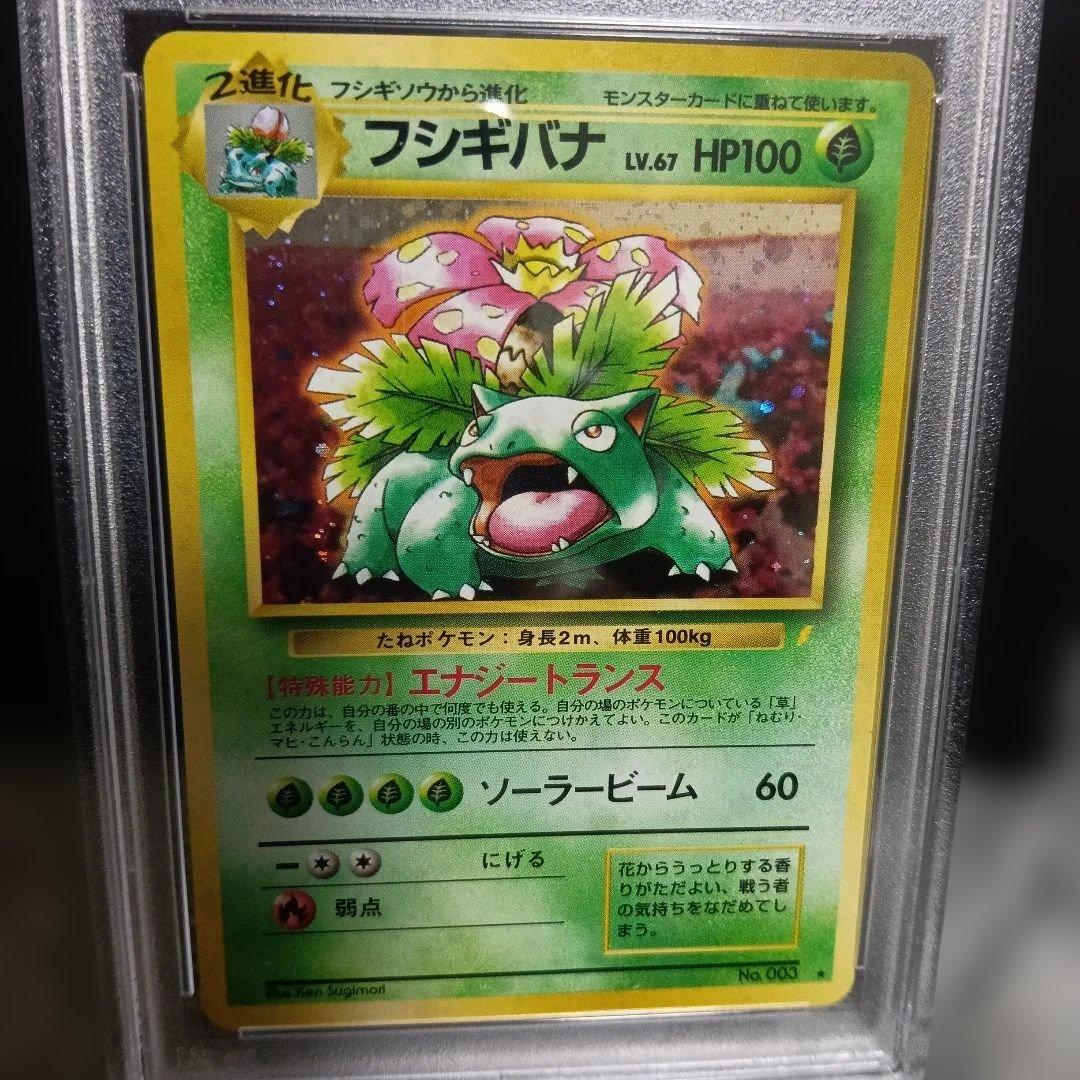 2進化 フシギソウから進化 モンスターカードに重ねて使います。
フシギバナ LV.67 HP100
たねポケモン：身長2m、体重100kg
【特殊能力】エナジートランス
この力は、自分の番の中で何度でも使える。自分の場のポケモンについている「草」
エネルギーを、自分の場の別のポケモンにつけかえてよい。このカードが「ねむり・
マヒ・こんらん」状態の時、この力は使えない。
ソーラービーム 60
にげる
弱点
花からうっとりする香
りがただよい、戦う者
の気持ちをなだめてし
まう。
Illus. Ken Sugimori No. 003 ★